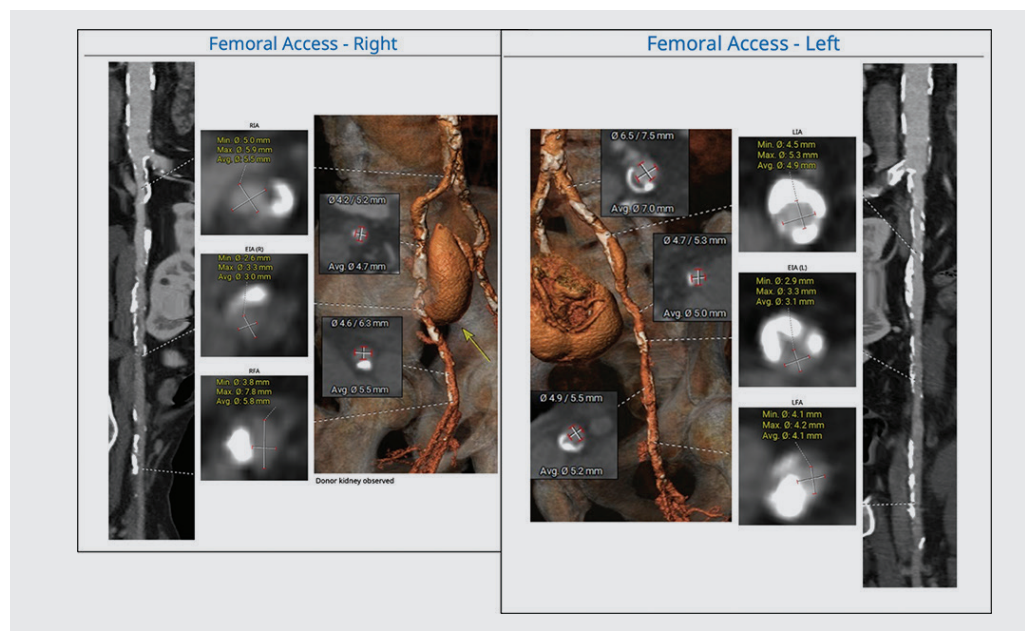 Femoral Access - Right
RIA
Min. Ø: 5.0 mm
Max. Ø: 5.9 mm
Avg. Ø: 5.5 mm
EIA (R)
Min. Ø: 2.6 mm
Max. Ø: 3.3 mm
Avg. Ø: 3.0 mm
RFA
Min. Ø: 3.8 mm
Max. Ø: 7.8 mm
Avg. Ø: 5.8 mm
Ø 4.2 / 5.2 mm
Avg. Ø 4.7 mm
Ø 4.6 / 6.3 mm
Avg. Ø 5.5 mm
Donor kidney observed
Femoral Access - Left
Ø 6.5 / 7.5 mm
Avg. Ø 7.0 mm
Ø 4.7 / 5.3 mm
Avg. Ø 5.0 mm
Ø 4.9 / 5.5 mm
Avg. Ø 5.2 mm
LIA
Min. Ø: 4.5 mm
Max. Ø: 5.3 mm
Avg. Ø: 4.9 mm
EIA (L)
Min. Ø: 2.9 mm
Max. Ø: 3.3 mm
Avg. Ø: 3.1 mm
LFA
Min. Ø: 4.1 mm
Max. Ø: 4.2 mm
Avg. Ø: 4.1 mm